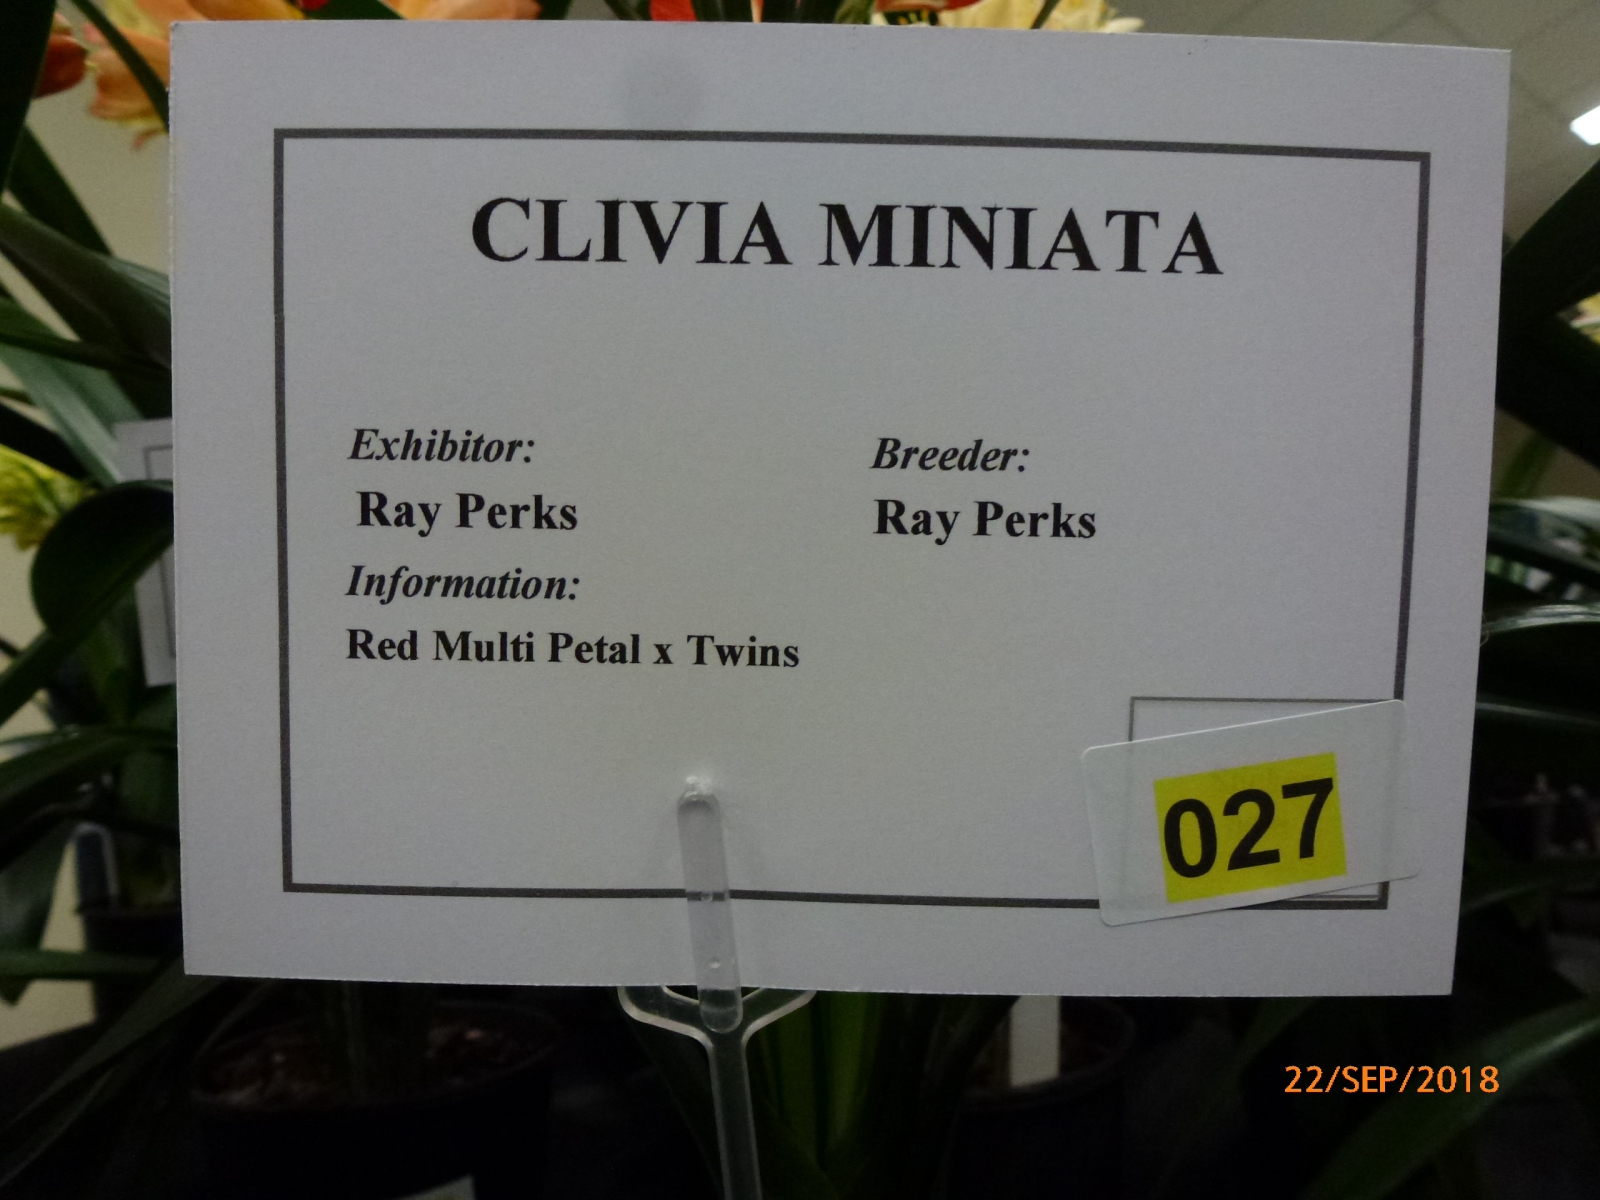 CLIVIA MINIATA
Exhibitor:
Breeder:
Ray Perks
Ray Perks
Information:
Red Multi Petal x Twins
027
22/SEP/2018